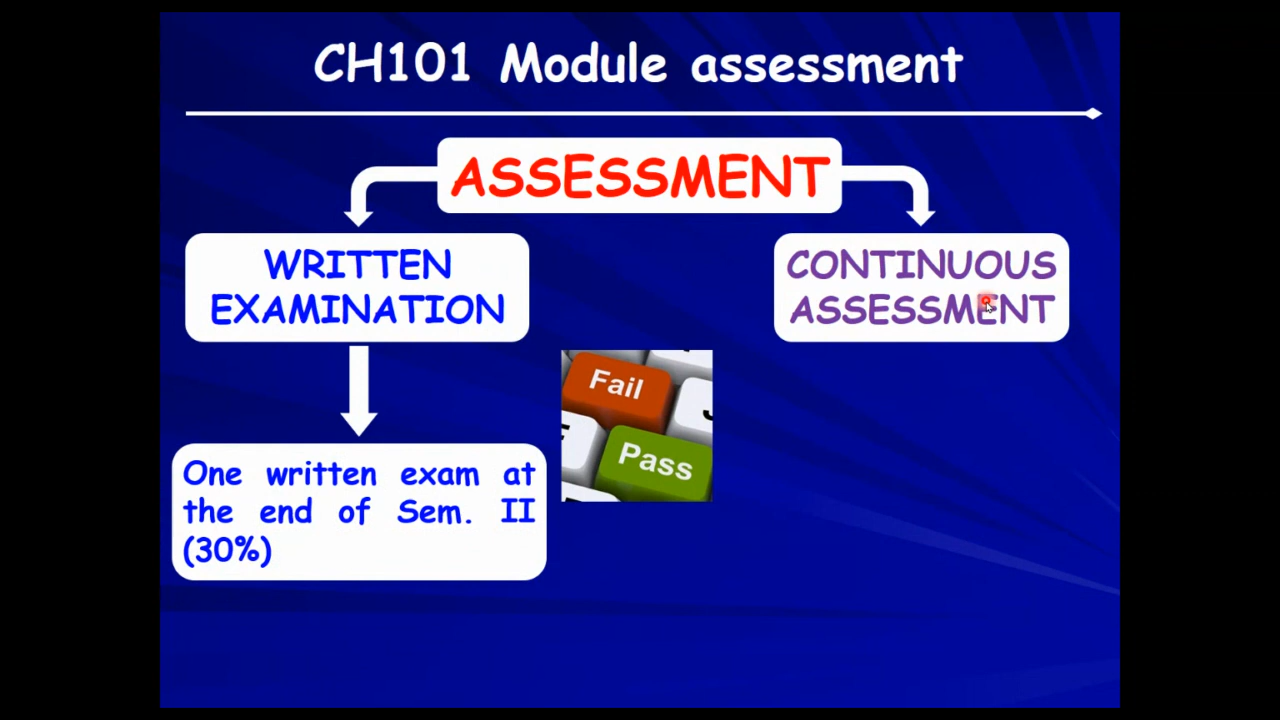 CH101 Module assessment
ASSESSMENT
WRITTEN
EXAMINATION
CONTINUOUS
ASSESSMENT
Fail
Pass
One written exam at
the end of Sem. II
(30%)